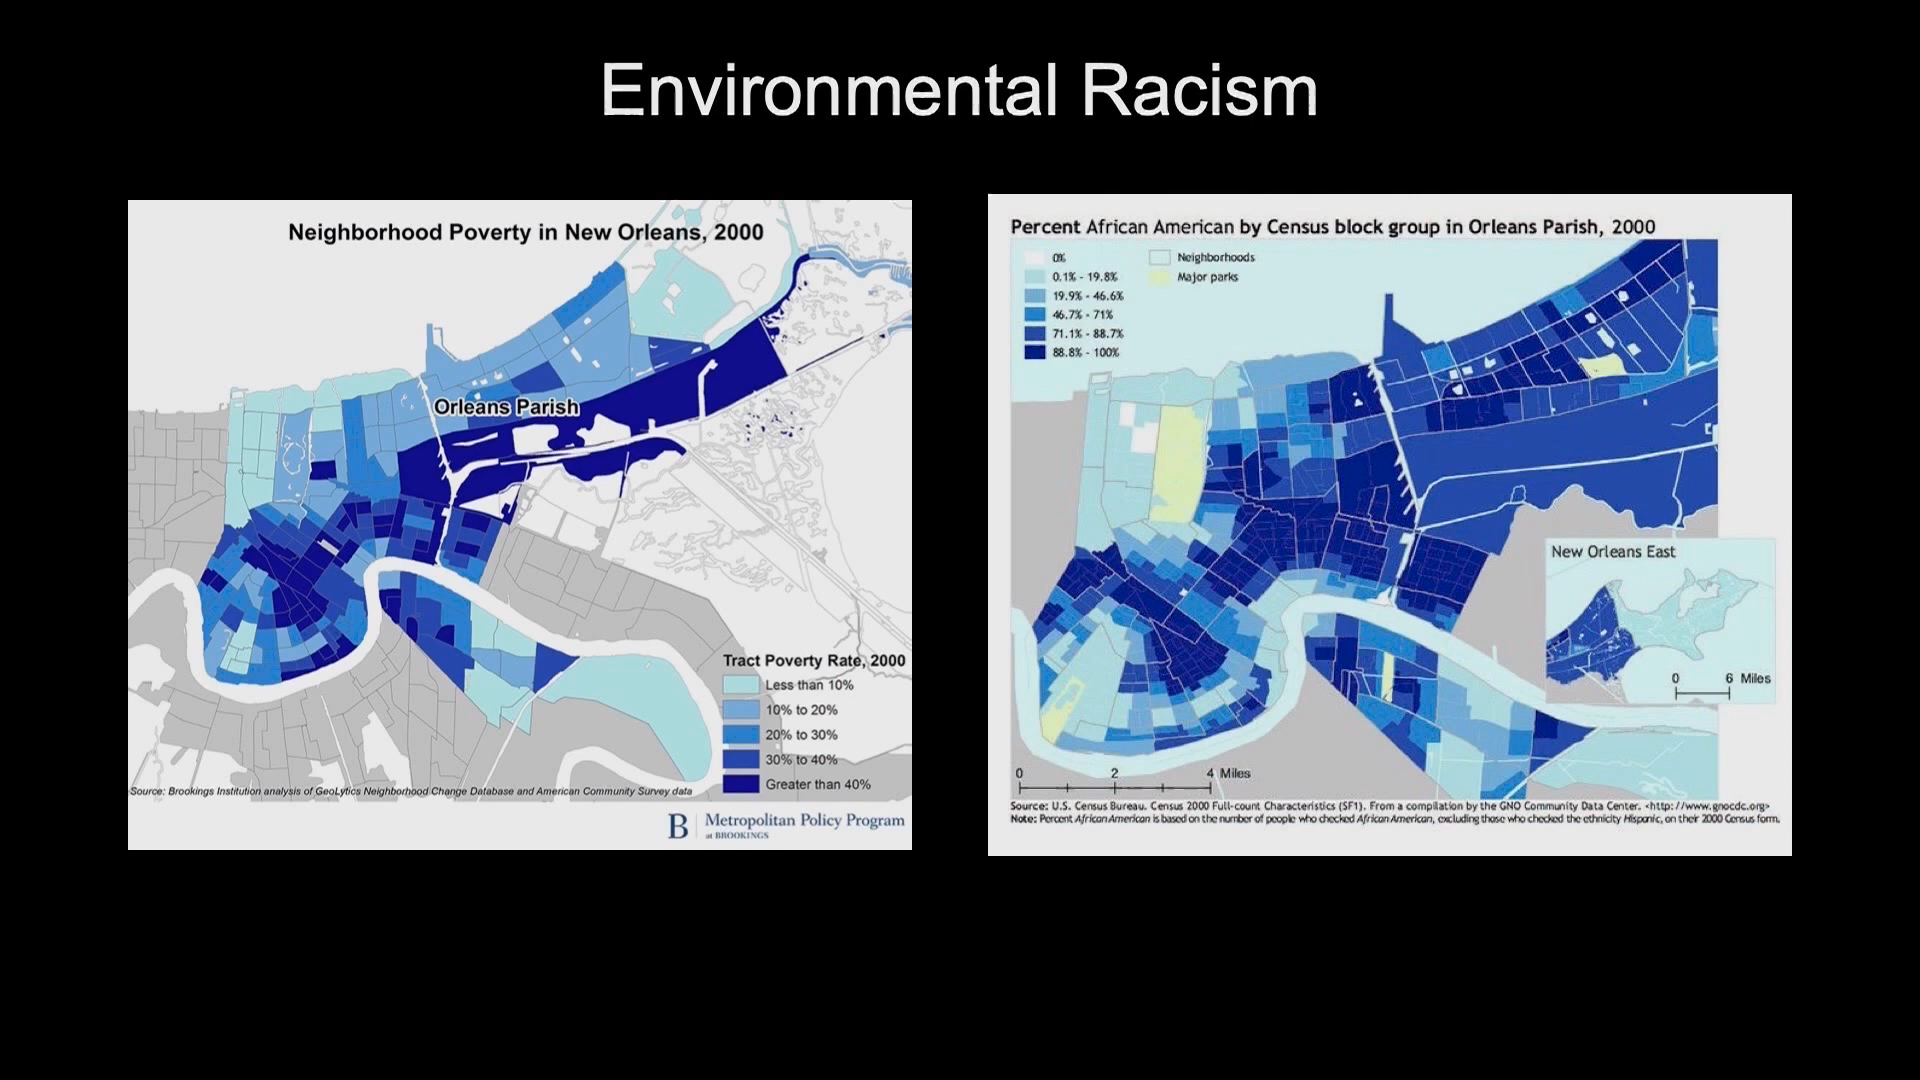 Environmental Racism
Neighborhood Poverty in New Orleans, 2000
Orleans Parish
Tract Poverty Rate, 2000
Less than 10%
10% to 20%
20% to 30%
30% to 40%
Greater than 40%
Source: Brookings Institution analysis of GeoLytics Neighborhood Change Database and American Community Survey data
B Metropolitan Policy Program
at BROOKINGS
Percent African American by Census block group in Orleans Parish, 2000
0%
0.1% - 19.8%
19.9% - 46.6%
46.7% - 71%
71.1% - 88.7%
88.8% - 100%
Neighborhoods
Major parks
New Orleans East
0 6 Miles
0 2 4 Miles
Source: U.S. Census Bureau. Census 2000 Full-count Characteristics (SF1). From a compilation by the GNO Community Data Center. <http://www.gnocdc.org>
Note: Percent African American is based on the number of people who checked African American, excluding those who checked the ethnicity Hispanic, on their 2000 Census form.